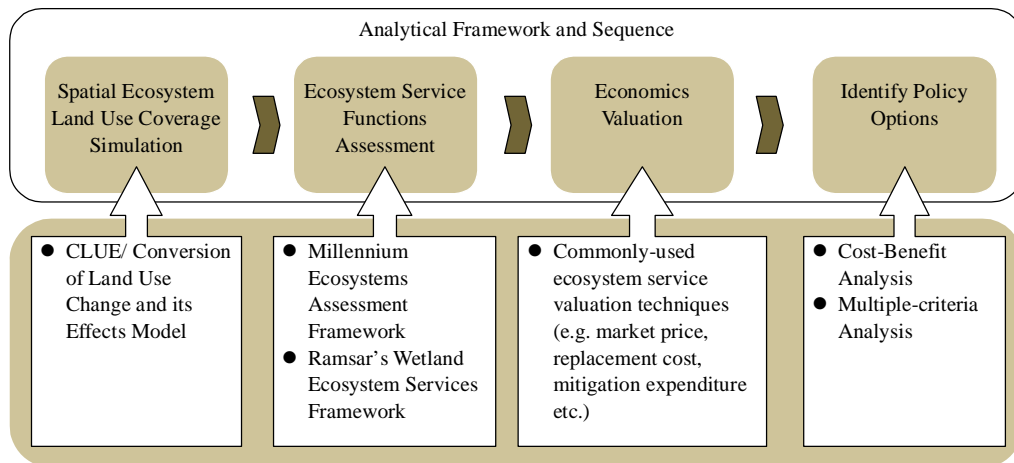 Analytical Framework and Sequence
Spatial Ecosystem
Land Use Coverage
Simulation
Ecosystem Service
Functions
Assessment
Economics
Valuation
Identify Policy
Options
● CLUE/ Conversion
of Land Use
Change and its
Effects Model
● Millennium
Ecosystems
Assessment
Framework
● Ramsar’s Wetland
Ecosystem Services
Framework
● Commonly-used
ecosystem service
valuation techniques
(e.g. market price,
replacement cost,
mitigation expenditure
etc.)
● Cost-Benefit
Analysis
● Multiple-criteria
Analysis